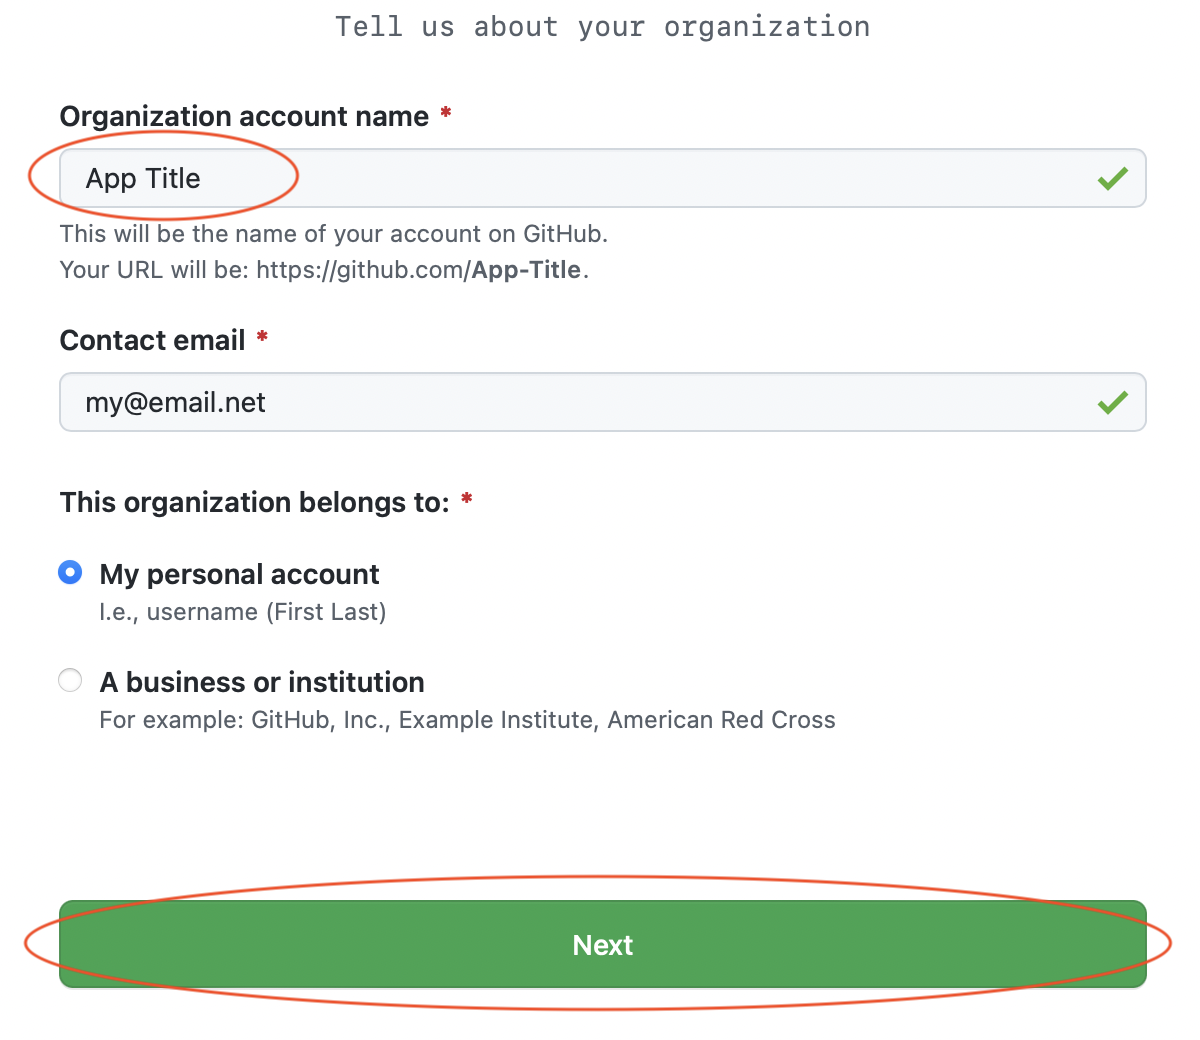 Tell us about your organization
Organization account name *
App Title
This will be the name of your account on GitHub.
Your URL will be: https://github.com/App-Title.
Contact email *
my@email.net
This organization belongs to: *
My personal account
I.e., username (First Last)
A business or institution
For example: GitHub, Inc., Example Institute, American Red Cross
Next